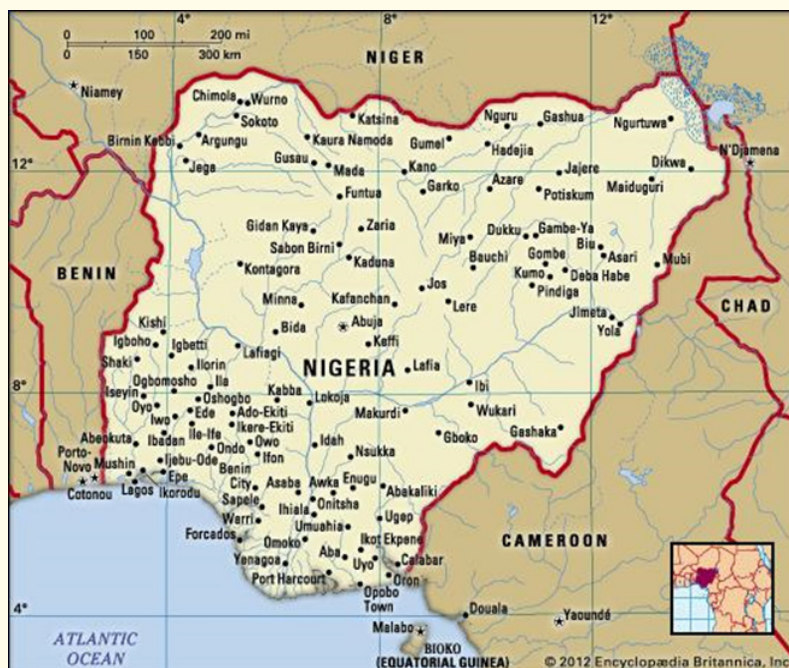 4° 8° 12°
0 100 200 mi
0 150 300 km
NIGER
Niamey
Chimola
Wurno
Katsina
Nguru
Gashua
Ngurtuwa
Sokoto
Birnin Kebbi
Argungu
Kaura Namoda
Gumel
Hadejia
N'Djamena
12°
Jega
Gusau
Mada
Kano
Jajere
Dikwa
Garko
Azare
Potiskum
Maiduguri
Funtua
Gidan Kaya
Zaria
Dukku
Gambe-Ya
Sabon Birni
Miya
Biu
BENIN
Kontagora
Kaduna
Bauchi
Gombe
Asari
Mubi
Kumo
Deba Habe
Minna
Kafanchan
Jos
Lere
Pindiga
CHAD
Kishi
Bida
Abuja
Jimeta
Yola
Igboho
Igbetti
Lafiagi
Keffi
Shaki
Ilorin
NIGERIA
Lafia
Ogbomosho
Ila
8°
Iseyin
Oshogbo
Kabba
Ibi
Oyo
Ede
Ado-Ekiti
Lokoja
Makurdi
Wukari
Iwo
Ikere-Ekiti
Gboko
Gashaka
Abeokuta
Ibadan
Ile-Ife
Owo
Idah
Porto-
Novo
Mushin
Ijebu-Ode
Ondo
Ifon
Nsukka
Benin
City
Asaba
Awka
Enugu
Cotonou
Lagos
Epe
Ikorodu
Abakaliki
Sapele
Ihiala
Onitsha
Warri
Umuahia
Ugep
Forcados
Omoko
Ikot Ekpene
CAMEROON
Yenagoa
Aba
Uyo
Calabar
Port Harcourt
Oron
4°
Opobo
Town
Douala
Yaoundé
Malabo
ATLANTIC
OCEAN
BIOKO
(EQUATORIAL GUINEA)
© 2012 Encyclopædia Britannica, Inc